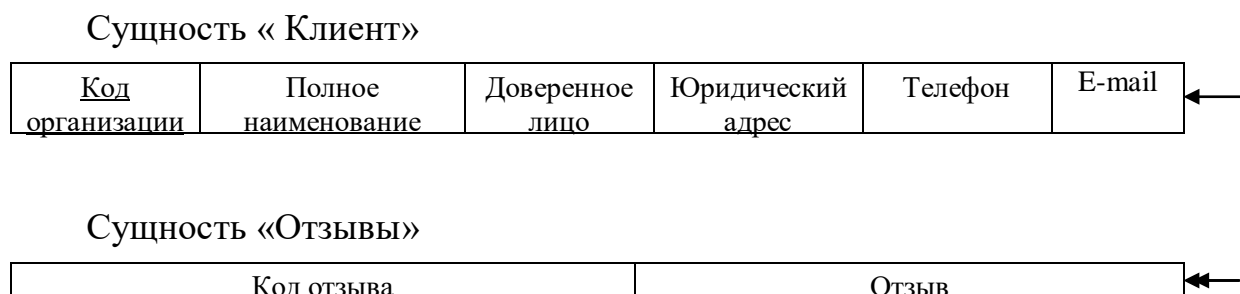 Сущность « Клиент»
Код организации Полное наименование Доверенное лицо Юридический адрес Телефон E-mail
Сущность «Отзывы»
Код отзыва Отзыв